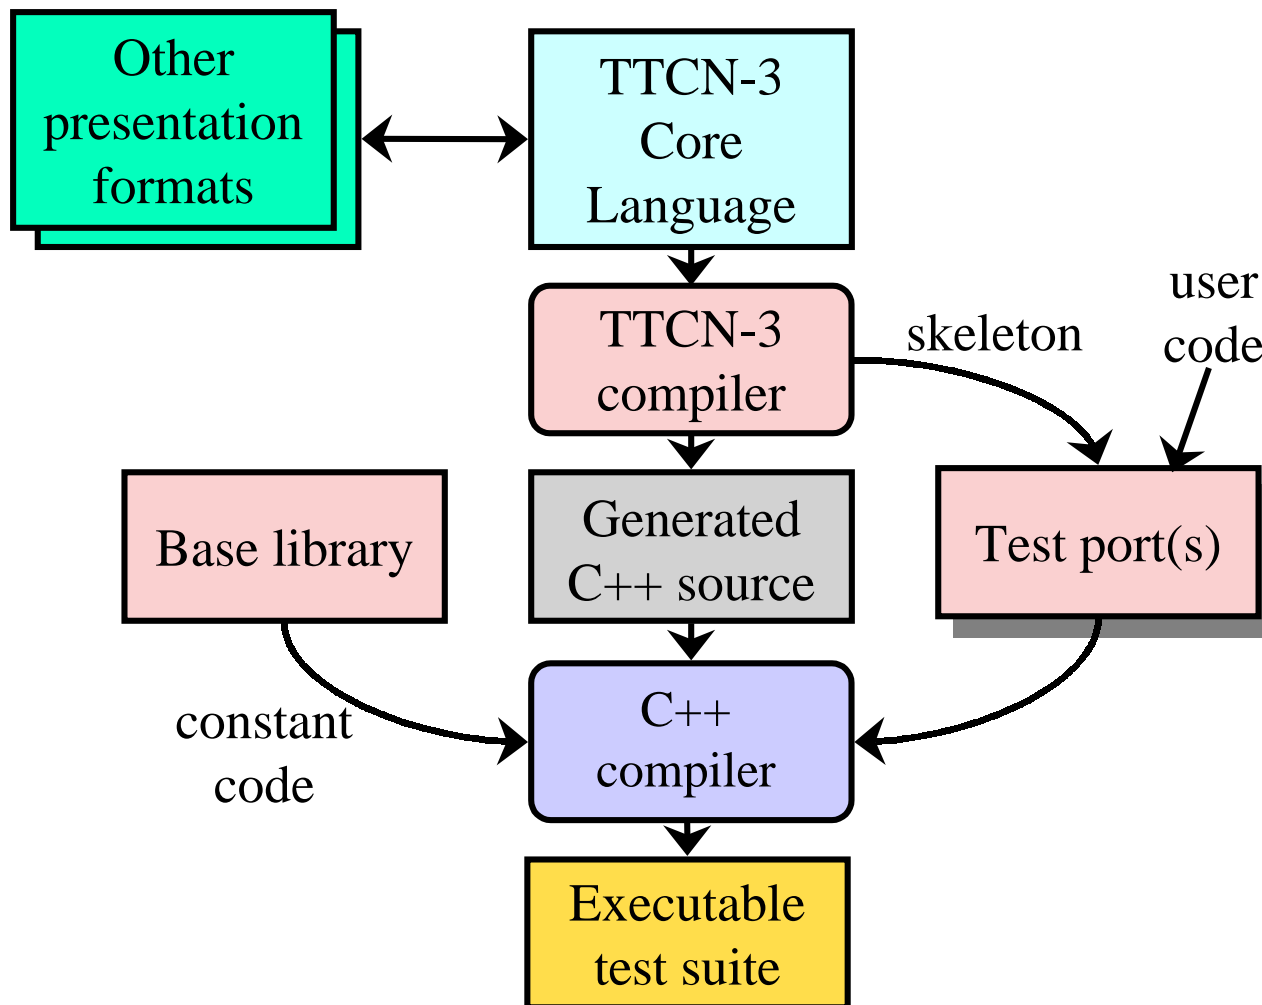 Other
presentation
formats
TTCN-3
Core
Language
TTCN-3
compiler
skeleton
user
code
Base library
Generated
C++ source
Test port(s)
constant
code
C++
compiler
Executable
test suite